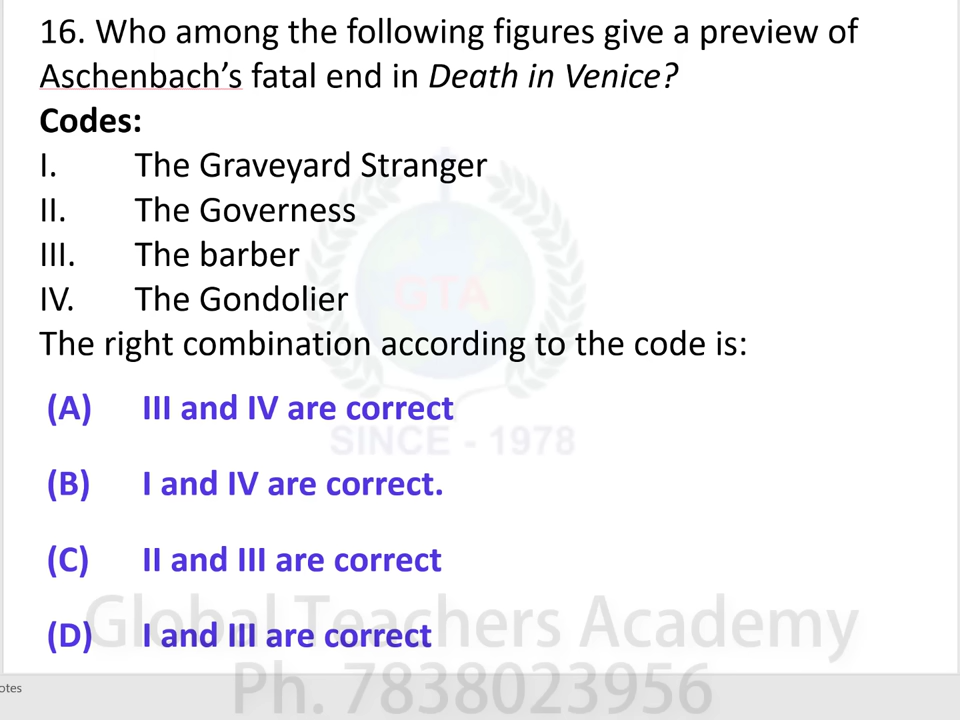 16. Who among the following figures give a preview of
Aschenbach’s fatal end in Death in Venice?
Codes:
I. The Graveyard Stranger
II. The Governess
III. The barber
IV. The Gondolier
GTA
The right combination according to the code is:
(A) III and IV are correct
SINCE - 1978
(B) I and IV are correct.
(C) II and III are correct
Global Teachers Academy
(D) I and III are correct
Ph. 7838023956
otes